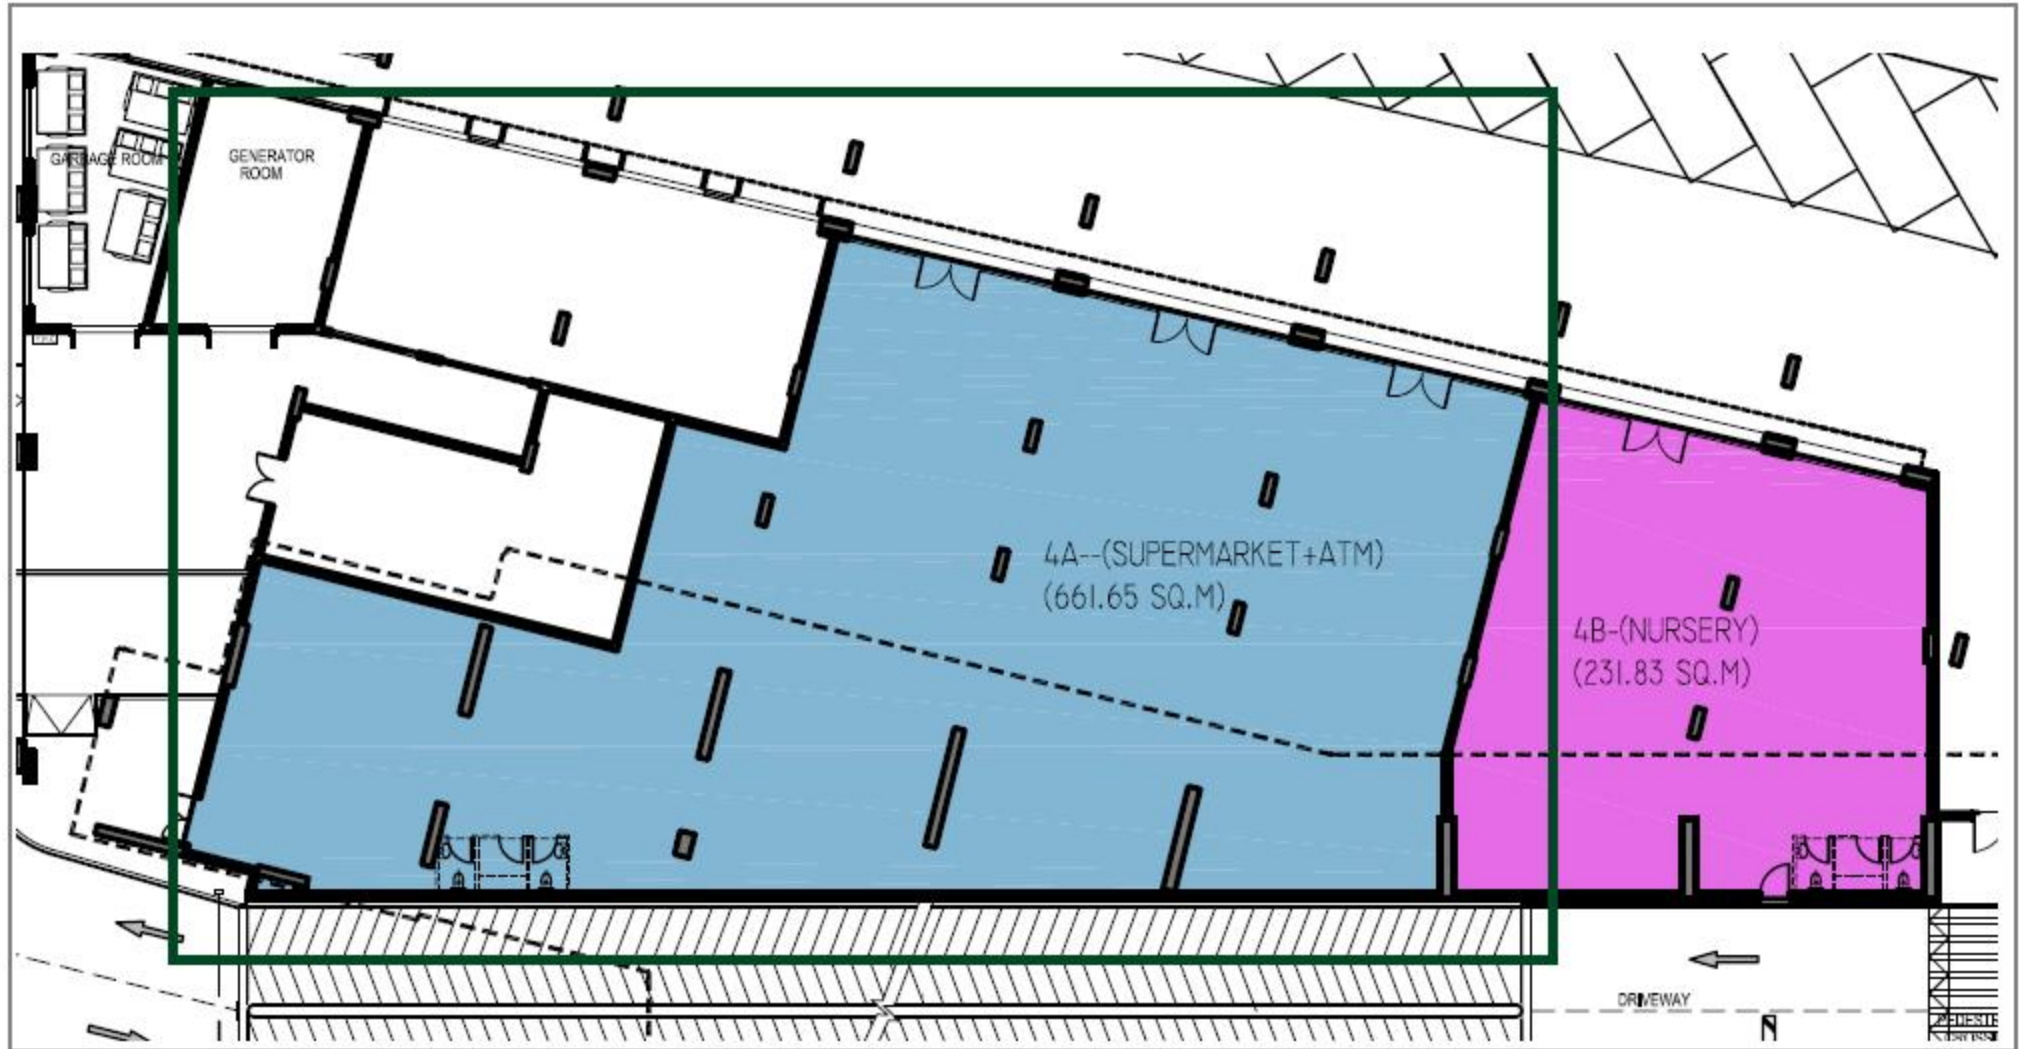 GARBAGE ROOM
GENERATOR
ROOM
4A--(SUPERMARKET+ATM)
(661.65 SQ.M)
4B-(NURSERY)
(231.83 SQ.M)
DRIVEWAY